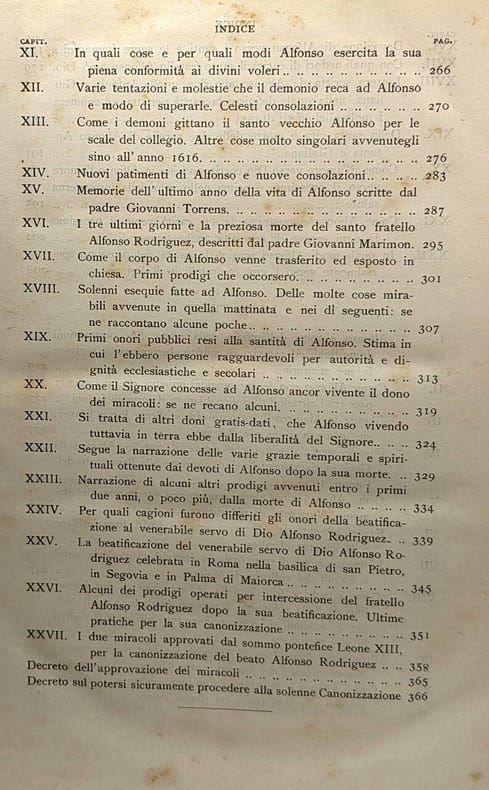 INDICE
CAPIT. PAG.
XI. In quali cose e per quali modi Alfonso esercita la sua
piena conformità ai divini voleri .. .. .. .. .. .. .. .. .. 266
XII. Varie tentazioni e molestie che il demonio reca ad Alfonso
e modo di superarle. Celesti consolazioni .. .. .. .. .. 270
XIII. Come i demoni gittano il santo vecchio Alfonso per le
scale del collegio. Altre cose molto singolari avvenutegli
sino all' anno 1616. .. .. .. .. .. .. .. .. .. .. .. .. .. 276
XIV. Nuovi patimenti di Alfonso e nuove consolazioni.. .. .. 283
XV. Memorie dell' ultimo anno della vita di Alfonso scritte dal
padre Giovanni Torrens. .. .. .. .. .. .. .. .. .. .. .. 287
XVI. I tre ultimi giorni e la preziosa morte del santo fratello
Alfonso Rodriguez, descritti dal padre Giovanni Marimon. 295
XVII. Come il corpo di Alfonso venne trasferito ed esposto in
chiesa. Primi prodigi che occorsero. .. .. .. .. .. .. .. 301
XVIII. Solenni esequie fatte ad Alfonso. Delle molte cose mira-
bili avvenute in quella mattinata e nei dì seguenti: se
ne raccontano alcune poche.. .. .. .. .. .. .. .. .. .. 307
XIX. Primi onori pubblici resi alla santità di Alfonso. Stima in
cui l' ebbero persone ragguardevoli per autorità e di-
gnità ecclesiastiche e secolari .. .. .. .. .. .. .. .. .. 313
XX. Come il Signore concesse ad Alfonso ancor vivente il dono
dei miracoli: se ne recano alcuni. .. .. .. .. .. .. .. .. 319
XXI. Si tratta di altri doni gratis-dati, che Alfonso vivendo
tuttavia in terra ebbe dalla liberalità del Signore.. .. .. 324
XXII. Segue la narrazione delle varie grazie temporali e spiri-
tuali ottenute dai devoti di Alfonso dopo la sua morte. .. 329
XXIII. Narrazione di alcuni altri prodigi avvenuti entro i primi
due anni, o poco più, dalla morte di Alfonso .. .. .. .. 334
XXIV. Per quali cagioni furono differiti gli onori della beatifica-
zione al venerabile servo di Dio Alfonso Rodriguez. .. 339
XXV. La beatificazione del venerabile servo di Dio Alfonso Ro-
driguez celebrata in Roma nella basilica di san Pietro,
in Segovia e in Palma di Maiorca .. .. .. .. .. .. .. .. 345
XXVI. Alcuni dei prodigi operati per intercessione del fratello
Alfonso Rodriguez dopo la sua beatificazione. Ultime
pratiche per la sua canonizzazione .. .. .. .. .. .. .. .. 351
XXVII. I due miracoli approvati dal sommo pontefice Leone XIII,
per la canonizzazione del beato Alfonso Rodriguez .. .. 358
Decreto dell'approvazione dei miracoli .. .. .. .. .. .. .. .. .. 365
Decreto sul potersi sicuramente procedere alla solenne Canonizzazione 366